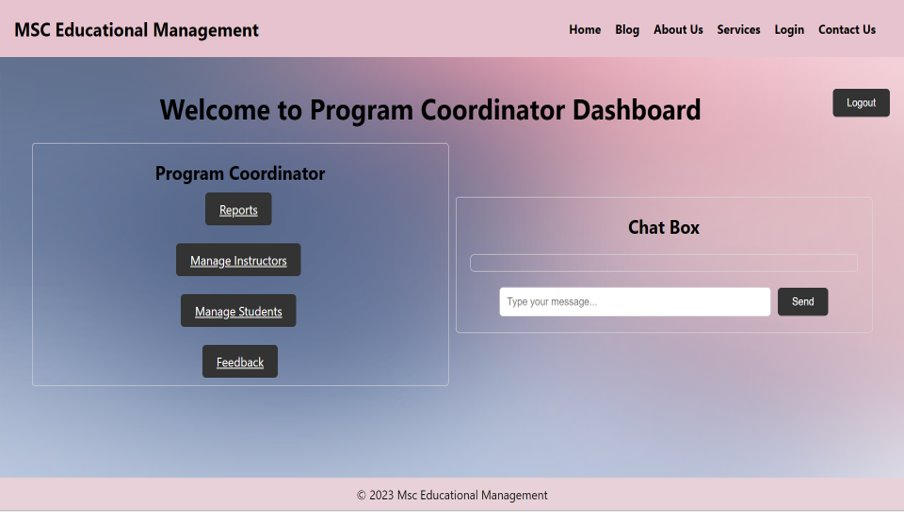 MSC Educational Management
Home Blog About Us Services Login Contact Us
Welcome to Program Coordinator Dashboard
Logout
Program Coordinator
Reports
Manage Instructors
Manage Students
Feedback
Chat Box
Type your message...
Send
© 2023 Msc Educational Management